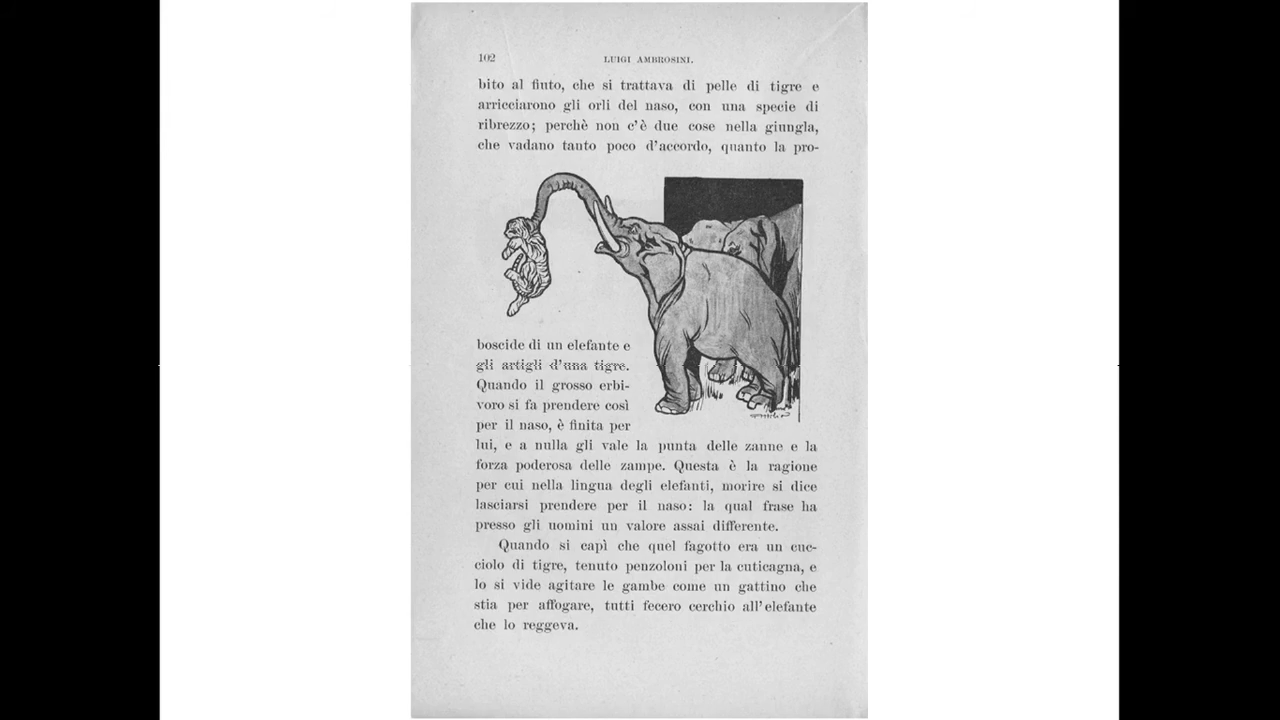 102
LUIGI AMBROSINI.
bito al fiuto, che si trattava di pelle di tigre e
arricciarono gli orli del naso, con una specie di
ribrezzo; perchè non c'è due cose nella giungla,
che vadano tanto poco d'accordo, quanto la pro-
boscide di un elefante e
gli artigli d'una tigre.
Quando il grosso erbi-
voro si fa prendere così
per il naso, è finita per
lui, e a nulla gli vale la punta delle zanne e la
forza poderosa delle zampe. Questa è la ragione
per cui nella lingua degli elefanti, morire si dice
lasciarsi prendere per il naso: la qual frase ha
presso gli uomini un valore assai differente.
Quando si capì che quel fagotto era un cuc-
ciolo di tigre, tenuto penzoloni per la cuticagna, e
lo si vide agitare le gambe come un gattino che
stia per affogare, tutti fecero cerchio all'elefante
che lo reggeva.